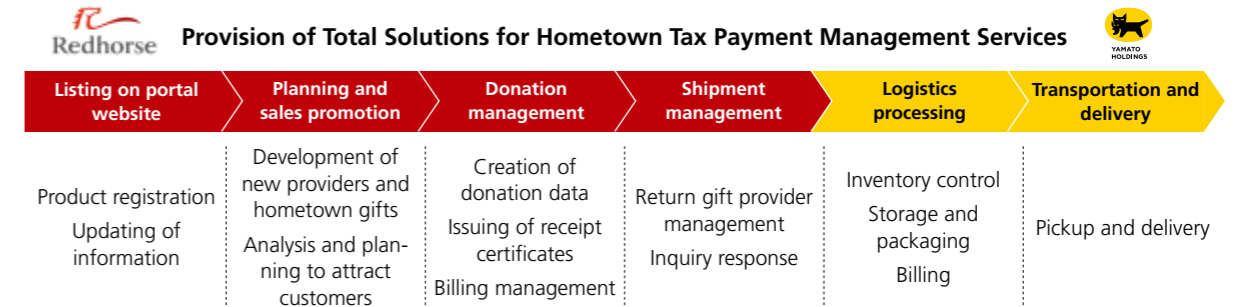 Redhorse
Provision of Total Solutions for Hometown Tax Payment Management Services
YAMATO
HOLDINGS
Listing on portal
website
Planning and
sales promotion
Donation
management
Shipment
management
Logistics
processing
Transportation and
delivery
Product registration
Updating of
information
Development of
new providers and
hometown gifts
Analysis and plan-
ning to attract
customers
Creation of
donation data
Issuing of receipt
certificates
Billing management
Return gift provider
management
Inquiry response
Inventory control
Storage and
packaging
Billing
Pickup and delivery